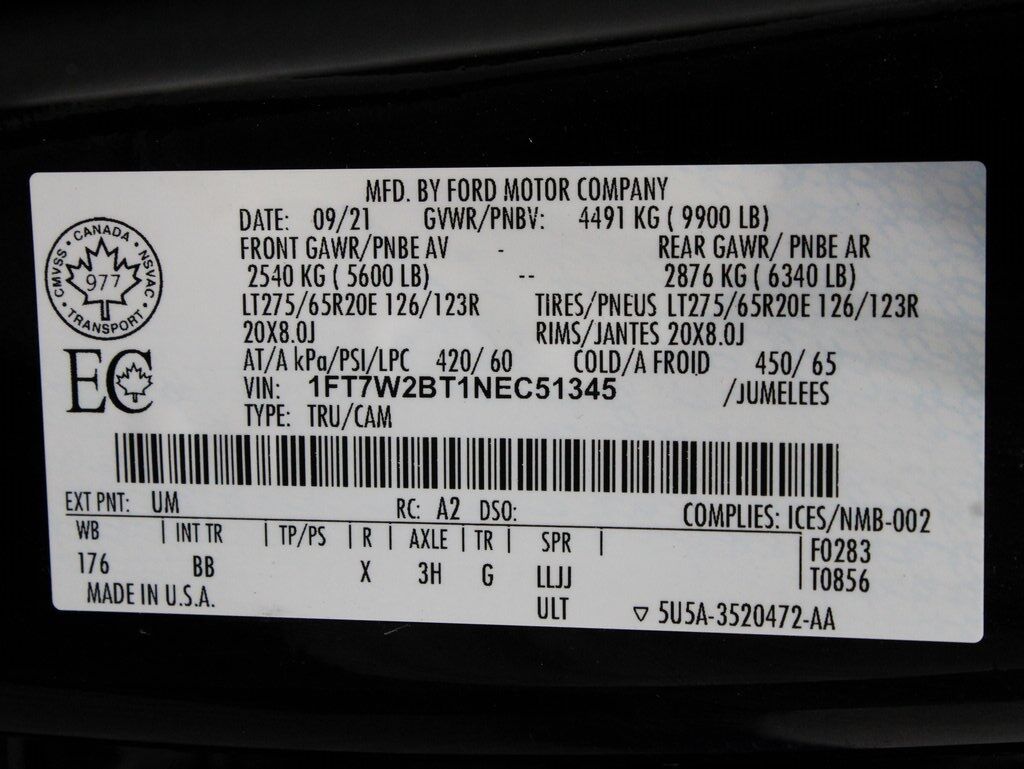 MFD. BY FORD MOTOR COMPANY
DATE: 09/21 GVWR/PNBV: 4491 KG ( 9900 LB)
FRONT GAWR/PNBE AV - REAR GAWR/ PNBE AR
2540 KG ( 5600 LB) -- 2876 KG ( 6340 LB)
LT275/65R20E 126/123R TIRES/PNEUS LT275/65R20E 126/123R
20X8.0J RIMS/JANTES 20X8.0J
AT/A kPa/PSI/LPC 420/ 60 COLD/A FROID 450/ 65
VIN: 1FT7W2BT1NEC51345 /JUMELEES
TYPE: TRU/CAM
CANADA
CMVSS NSVAC
977
TRANSPORT
EC
EXT PNT: UM RC: A2 DSO: COMPLIES: ICES/NMB-002
WB | INT TR | TP/PS | R | AXLE | TR | SPR | F0283
176 BB X 3H G LLJJ T0856
MADE IN U.S.A. ULT ▽ 5U5A-3520472-AA